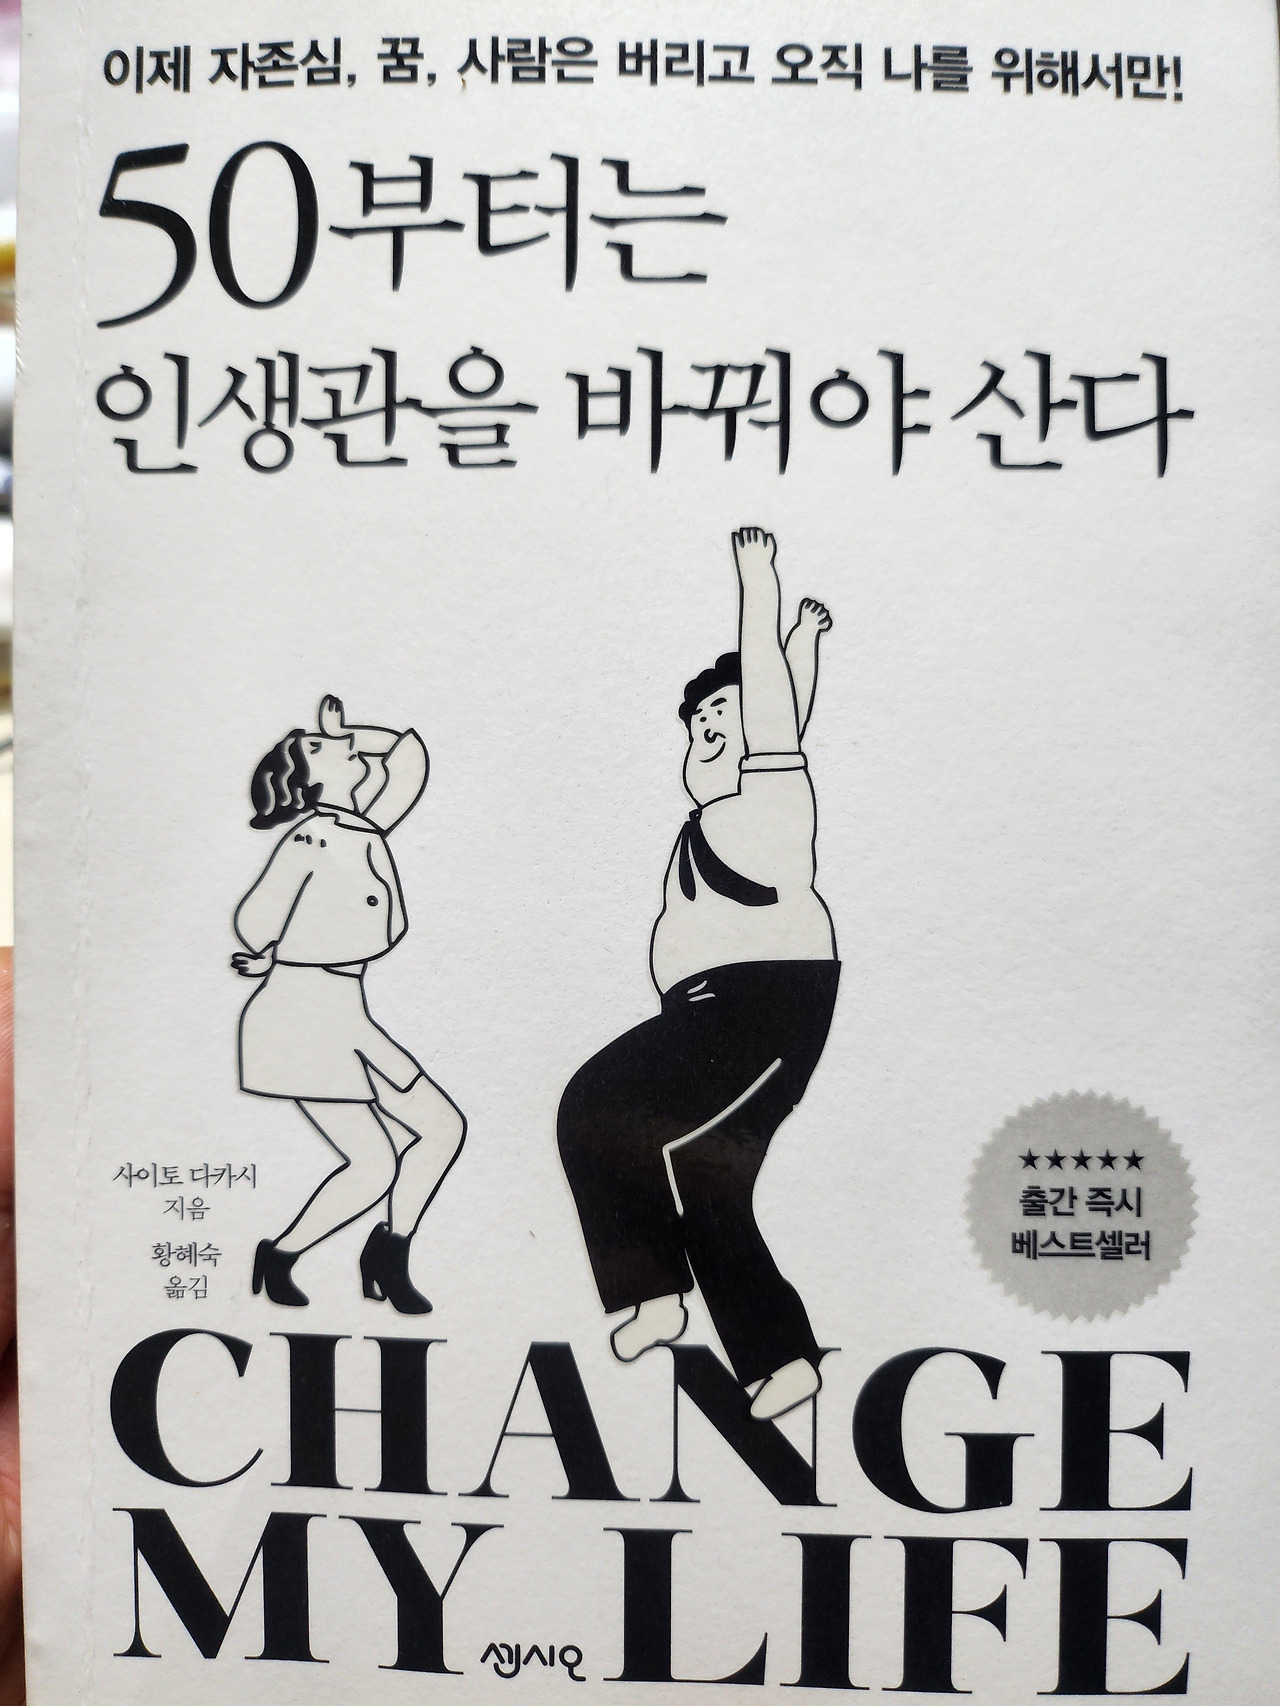 이제 자존심, 꿈, 사람은 버리고 오직 나를 위해서만!
50부터는
인생관을 바꿔야 산다
사이토 다카시
지음
황혜숙
옮김
★★★★★
출간 즉시
베스트셀러
CHANGE
MY LIFE
센시오